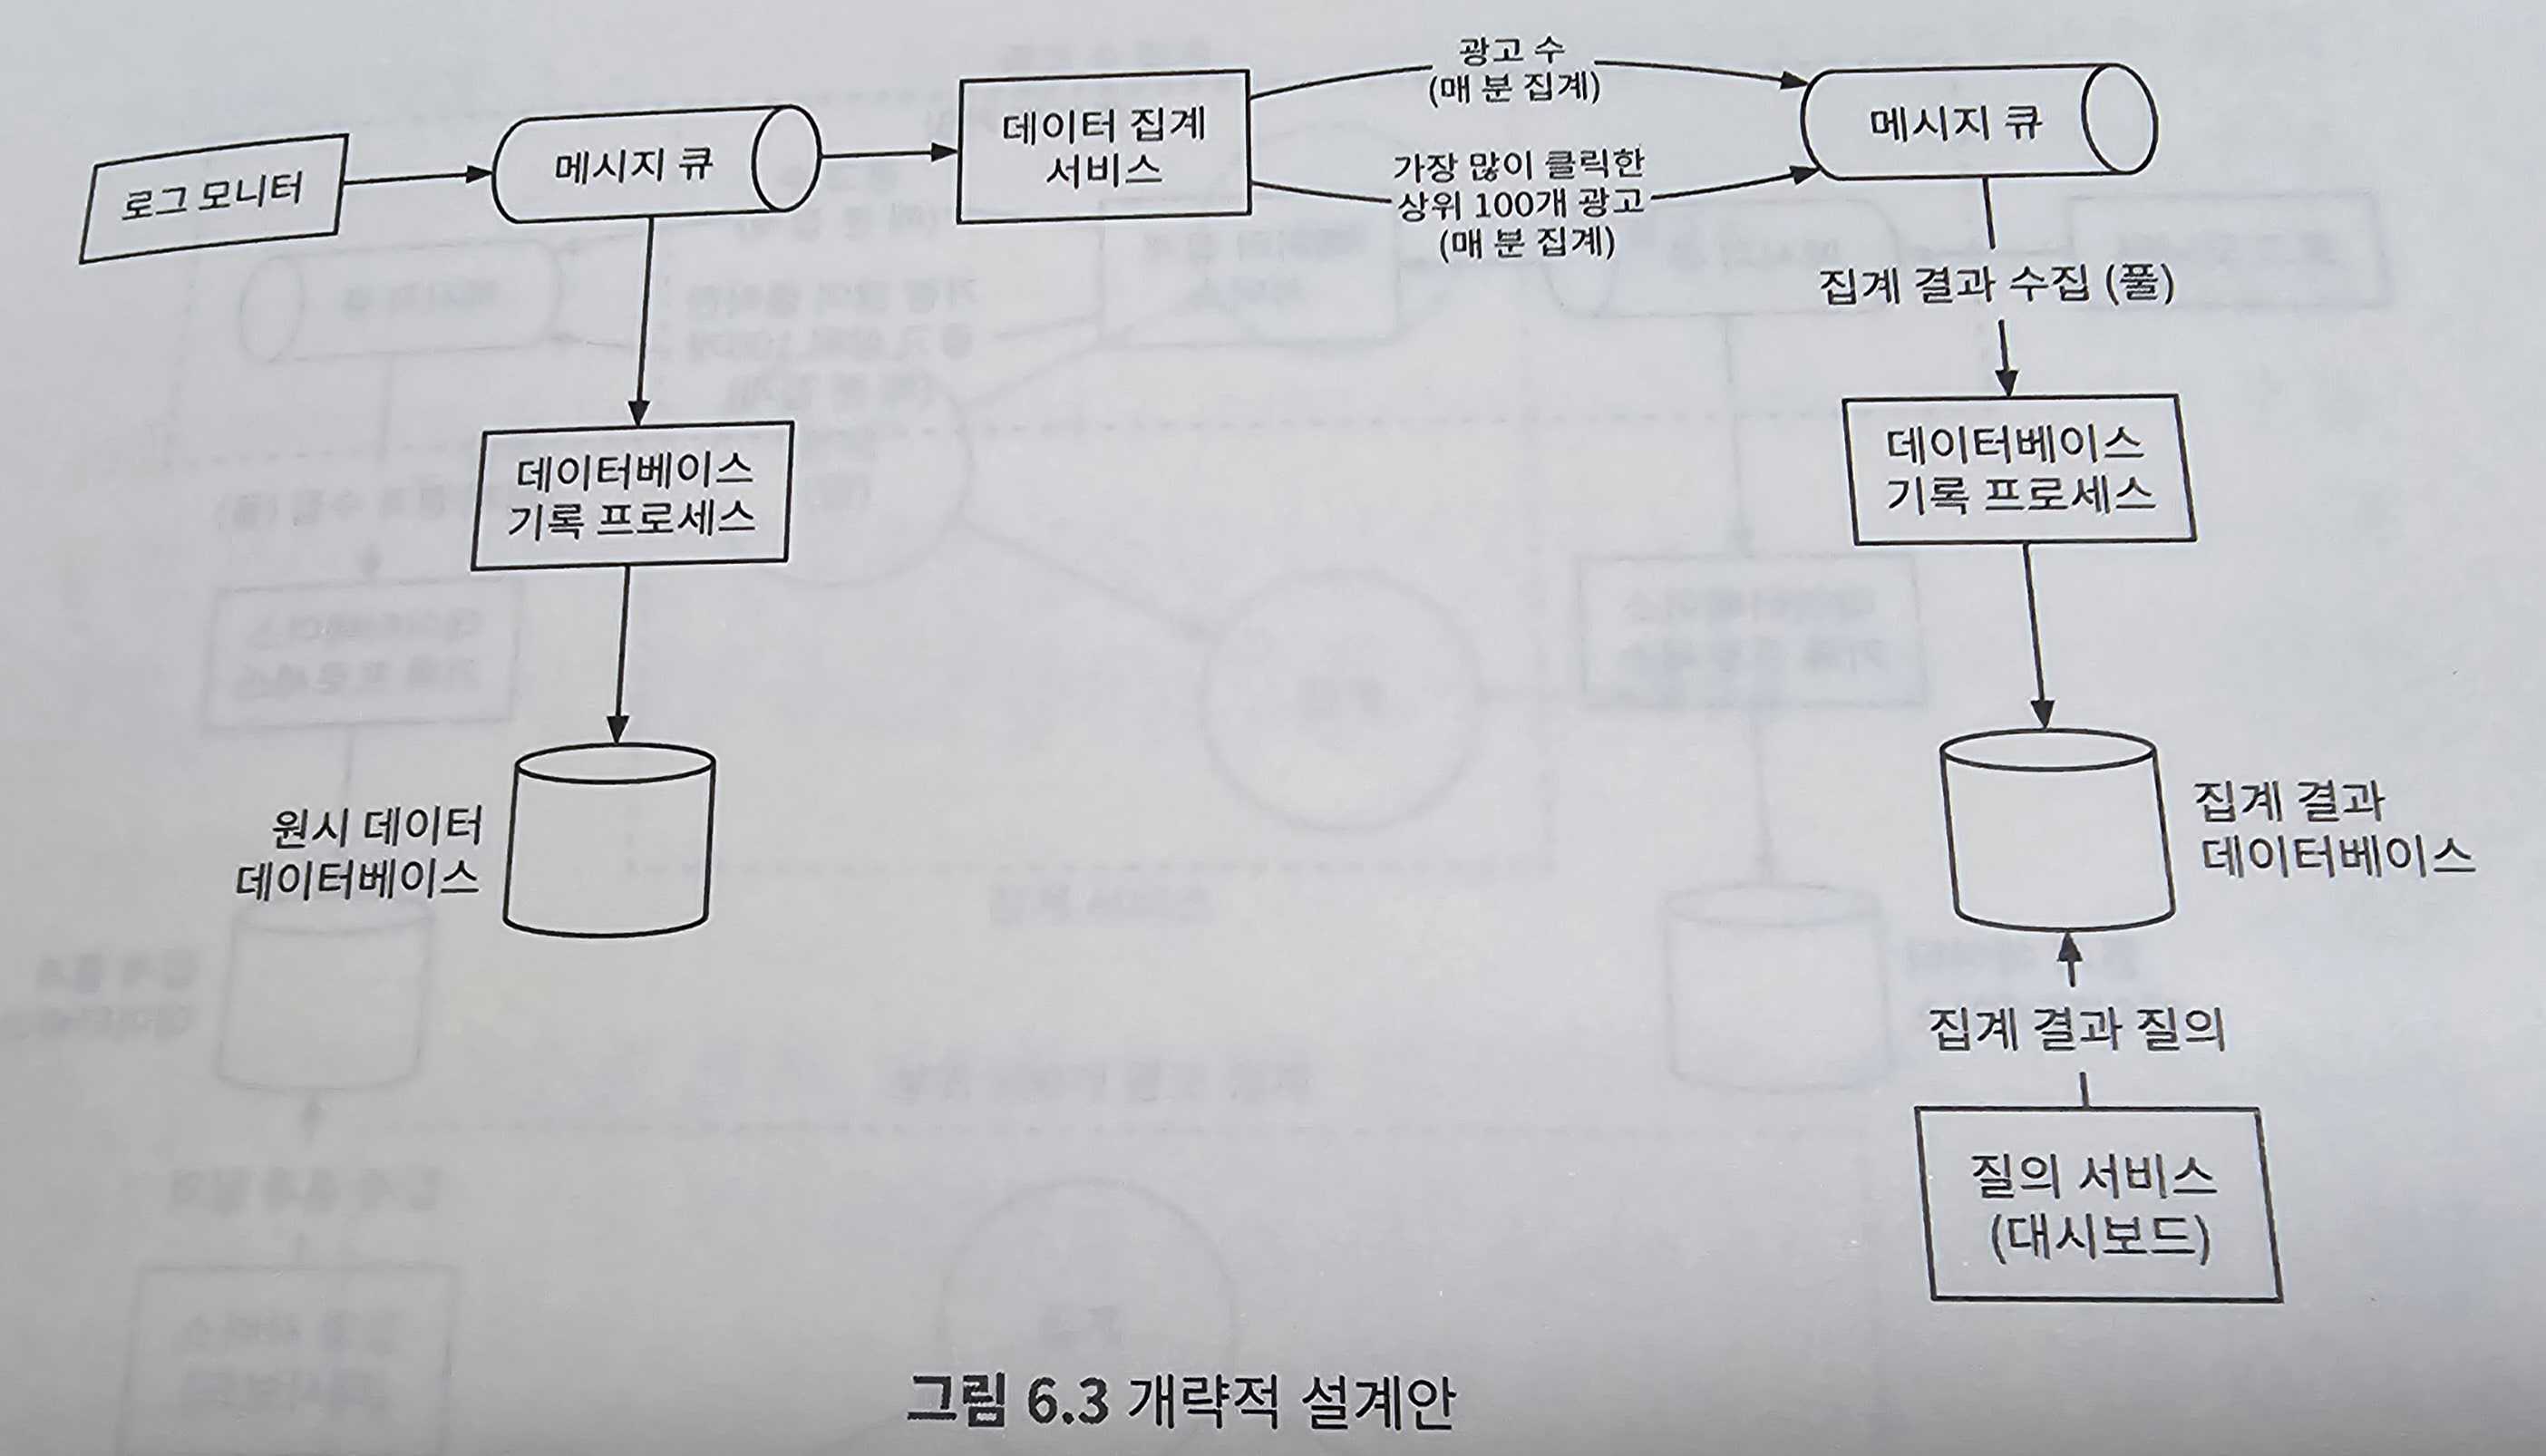 로그 모니터
메시지 큐
데이터 집계
서비스
광고 수
(매 분 집계)
가장 많이 클릭한
상위 100개 광고
(매 분 집계)
메시지 큐
집계 결과 수집 (풀)
데이터베이스
기록 프로세스
데이터베이스
기록 프로세스
원시 데이터
데이터베이스
집계 결과
데이터베이스
집계 결과 질의
질의 서비스
(대시보드)
그림 6.3 개략적 설계안